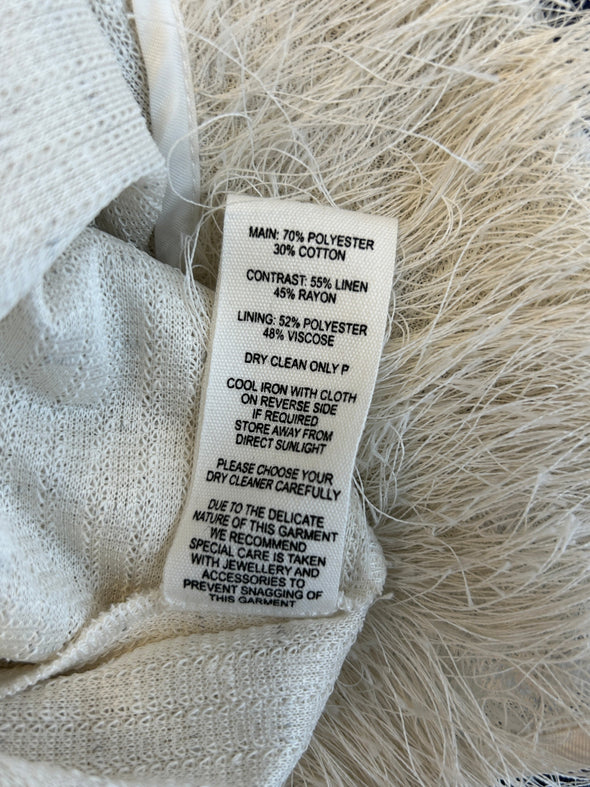 MAIN: 70% POLYESTER
30% COTTON
CONTRAST: 55% LINEN
45% RAYON
LINING: 52% POLYESTER
48% VISCOSE
DRY CLEAN ONLY P
COOL IRON WITH CLOTH
ON REVERSE SIDE
IF REQUIRED
STORE AWAY FROM
DIRECT SUNLIGHT
PLEASE CHOOSE YOUR
DRY CLEANER CAREFULLY
DUE TO THE DELICATE
NATURE OF THIS GARMENT
WE RECOMMEND
SPECIAL CARE IS TAKEN
WITH JEWELLERY AND
ACCESSORIES TO
PREVENT SNAGGING OF
THIS GARMENT